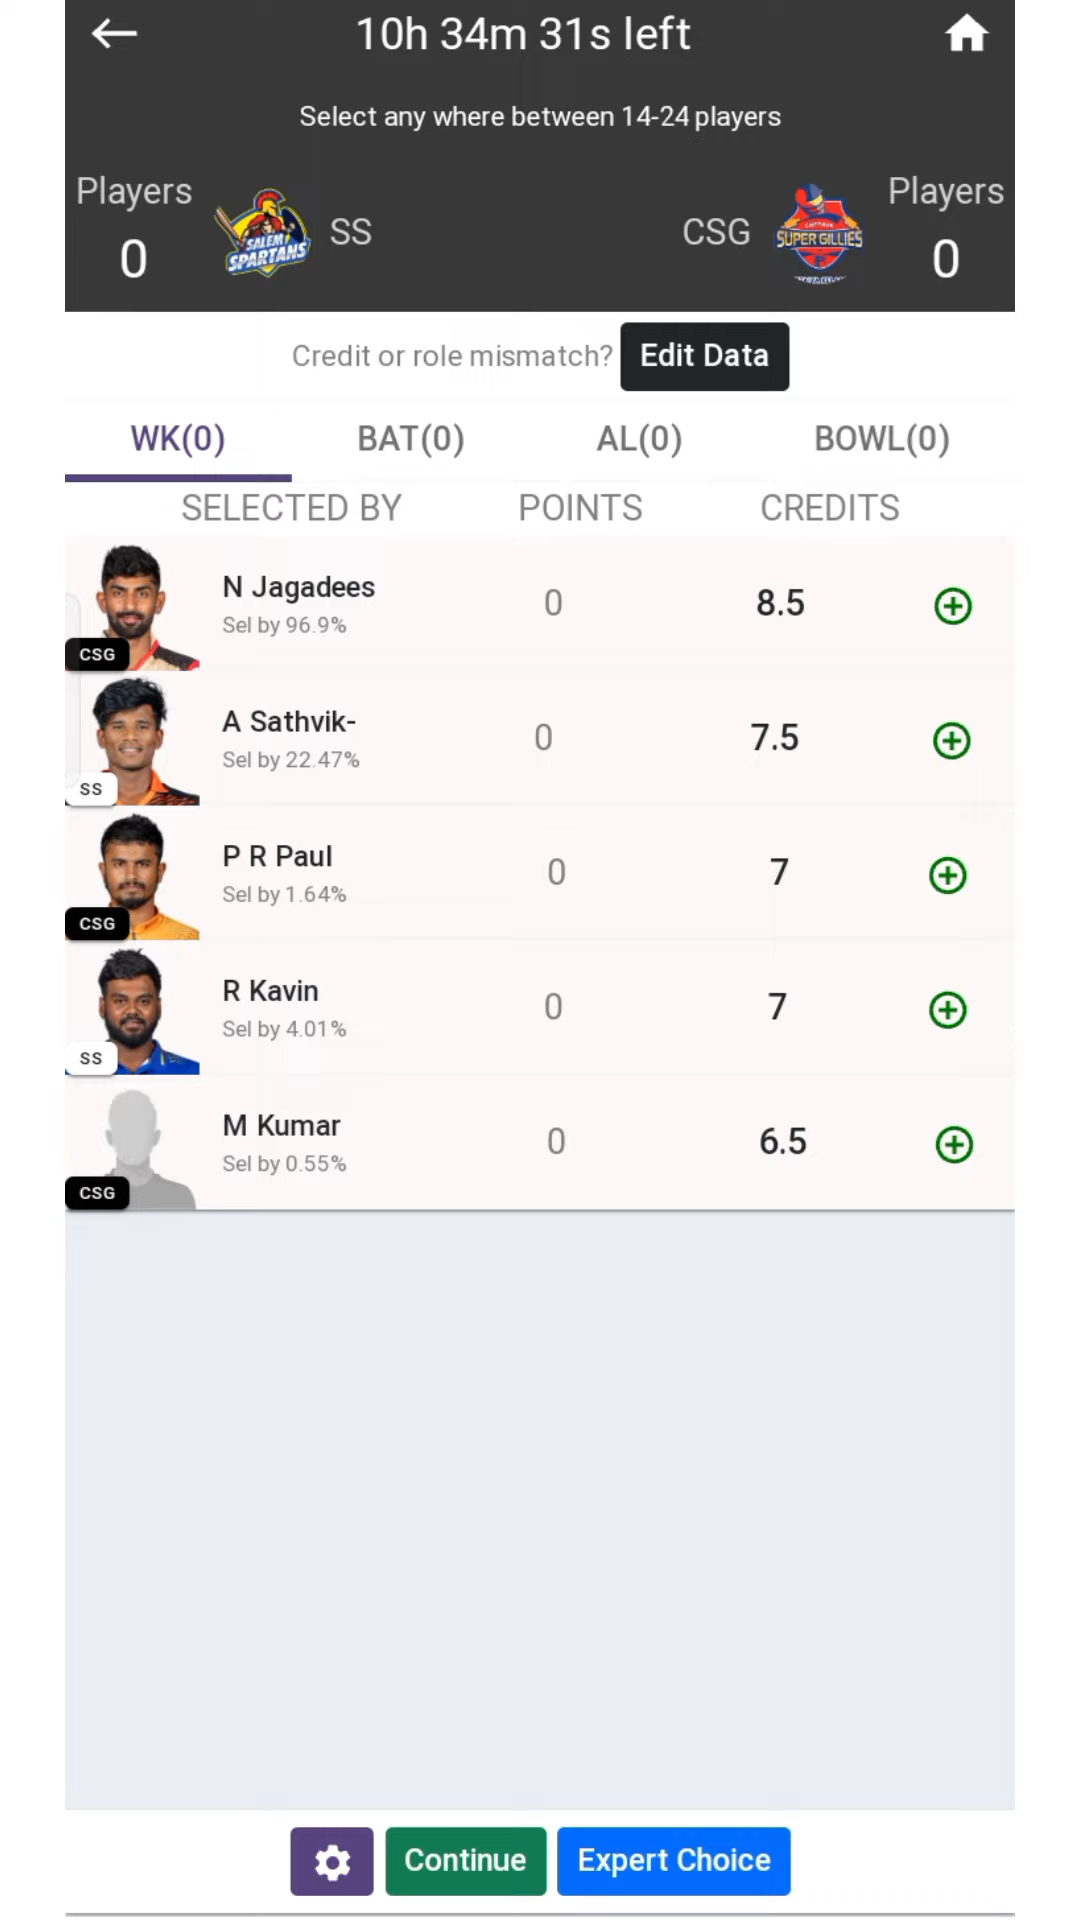 10h 34m 31s left
Select any where between 14-24 players
Players
0
SALEM
SPARTANS
SS
CSG
SUPER GILLIES
Players
0
Credit or role mismatch? Edit Data
WK(0) BAT(0) AL(0) BOWL(0)
SELECTED BY POINTS CREDITS
N Jagadees 0 8.5
Sel by 96.9%
CSG
A Sathvik- 0 7.5
Sel by 22.47%
SS
P R Paul 0 7
Sel by 1.64%
CSG
R Kavin 0 7
Sel by 4.01%
SS
M Kumar 0 6.5
Sel by 0.55%
CSG
Continue Expert Choice